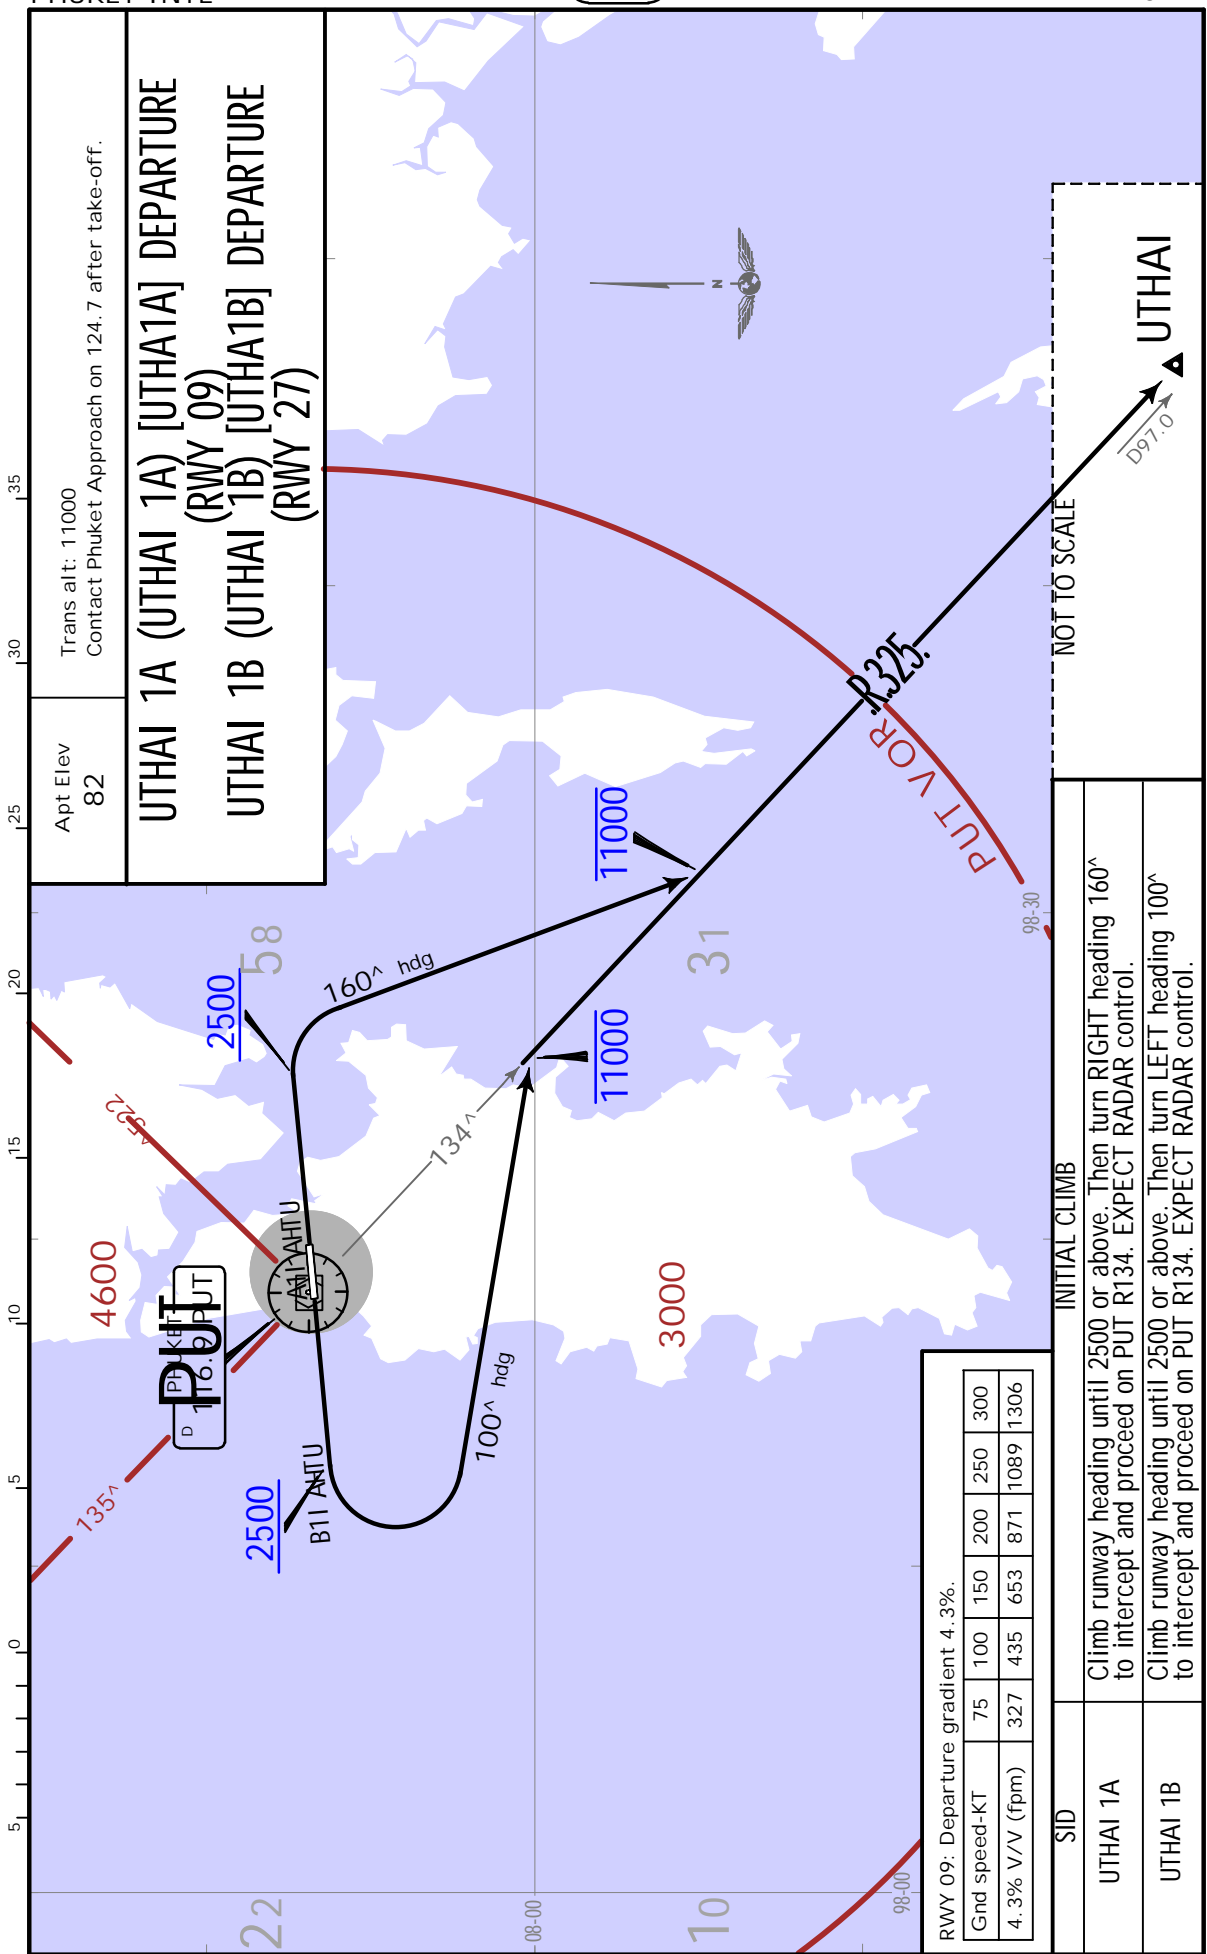 Apt Elev
82
Trans alt: 11000
Contact Phuket Approach on 124.7 after take-off.
UTHAI 1A (UTHAI 1A) [UTHA1A] DEPARTURE
(RWY 09)
UTHAI 1B (UTHAI 1B) [UTHA1B] DEPARTURE
(RWY 27)
5 0 5 10 15 20 25 30 35
4600
<522
135^
PHUKET
D 116.9 PUT
PUT
2500
58
160^ hdg
2500
100^ hdg
134^
11000
11000
3000
31
22
10
08-00
98-00
98-30
N
PUT VOR
.R.325.
NOT TO SCALE
D97.0
UTHAI
RWY 09: Departure gradient 4.3%.
Gnd speed-KT 75 100 150 200 250 300
4.3% V/V (fpm) 327 435 653 871 1089 1306
SID INITIAL CLIMB
UTHAI 1A Climb runway heading until 2500 or above. Then turn RIGHT heading 160^
to intercept and proceed on PUT R134. EXPECT RADAR control.
UTHAI 1B Climb runway heading until 2500 or above. Then turn LEFT heading 100^
to intercept and proceed on PUT R134. EXPECT RADAR control.